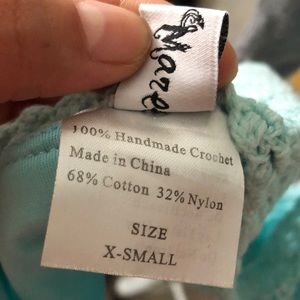 100% Handmade Crochet
Made in China
68% Cotton 32% Nylon
SIZE
X-SMALL